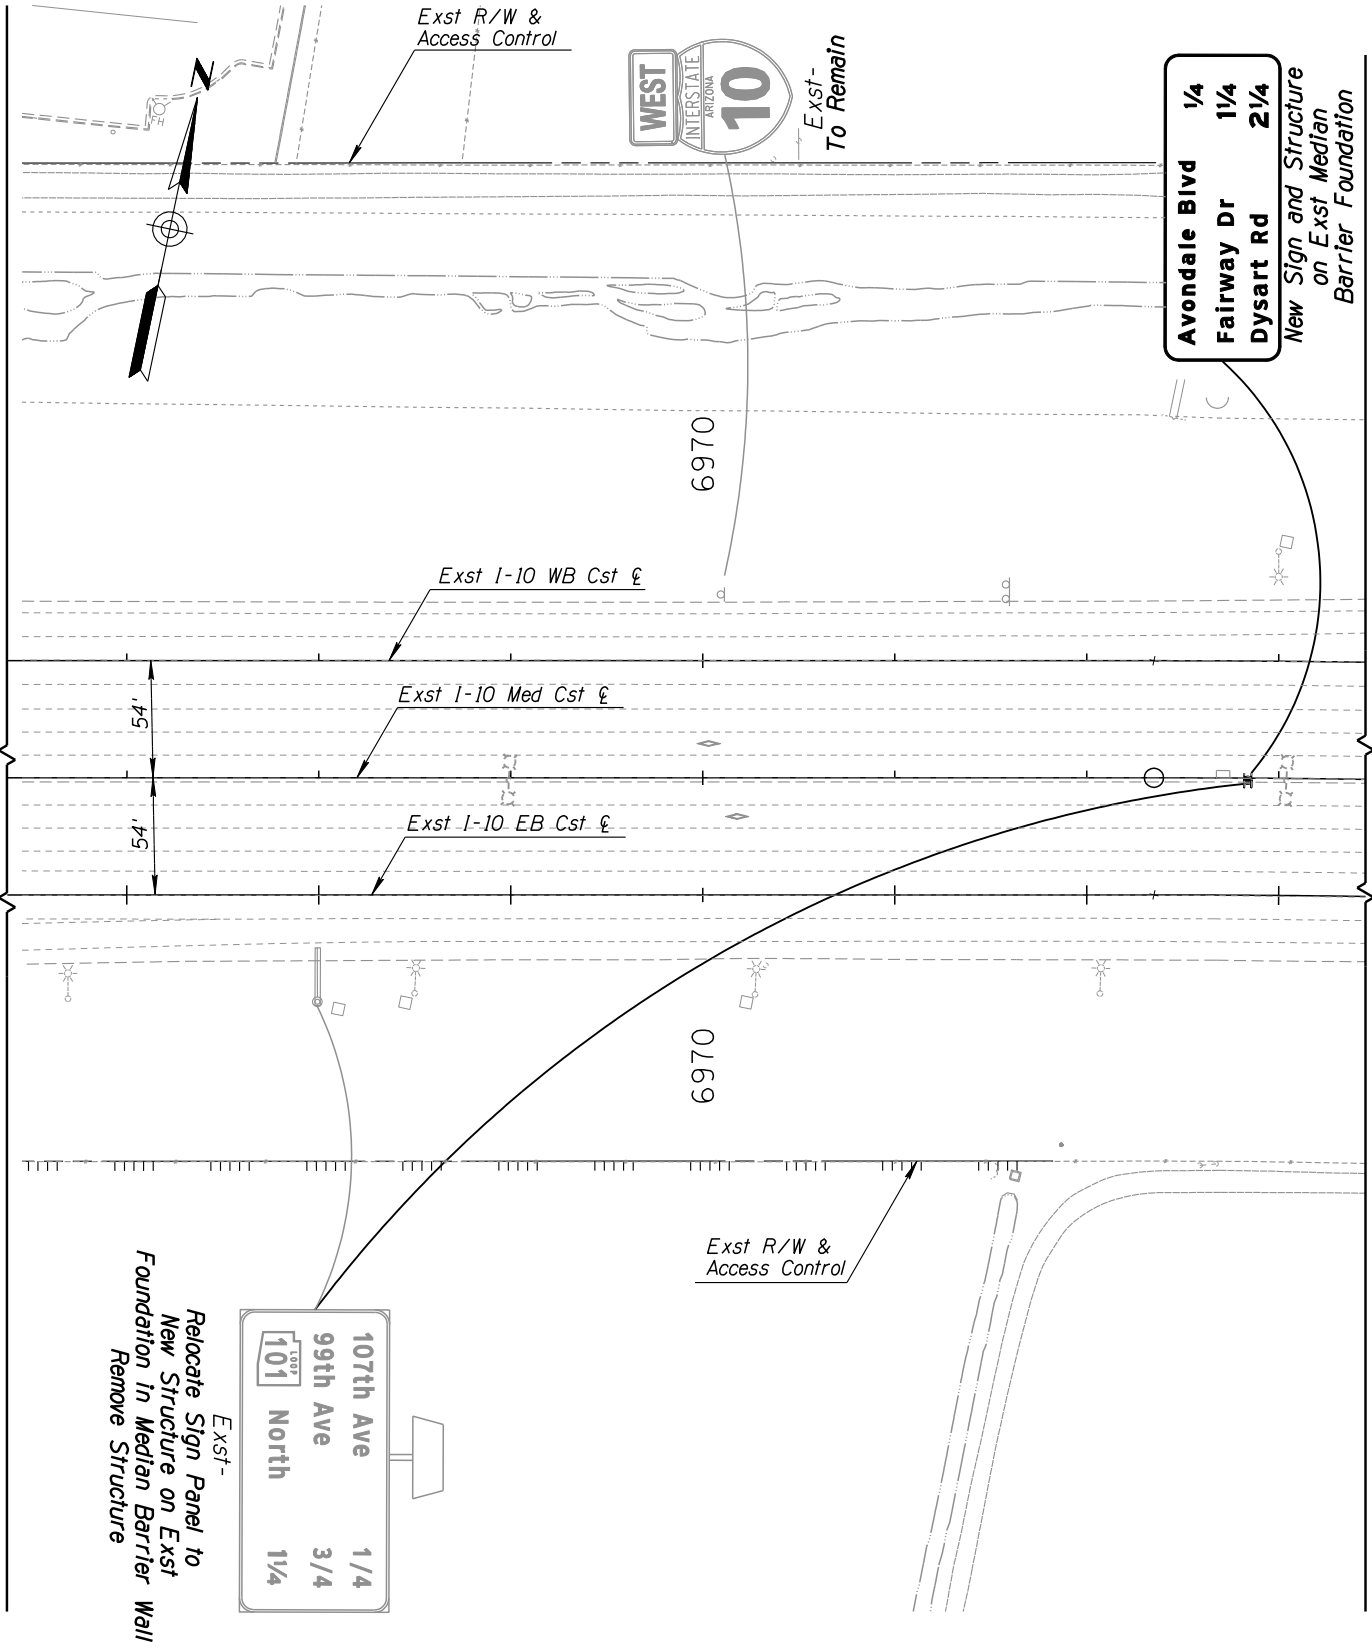 Exst R/W &
Access Control
N
FH
WEST
INTERSTATE
ARIZONA
10
Exst-
To Remain
Avondale Blvd 1/4
Fairway Dr 1 1/4
Dysart Rd 2 1/4
New Sign and Structure
on Exst Median
Barrier Foundation
6970
Exst I-10 WB Cst ℄
54'
Exst I-10 Med Cst ℄
54'
Exst I-10 EB Cst ℄
6970
Exst R/W &
Access Control
107th Ave 1/4
99th Ave 3/4
LOOP
101 North 1 1/4
Exst-
Relocate Sign Panel to
New Structure on Exst
Foundation in Median Barrier Wall
Remove Structure